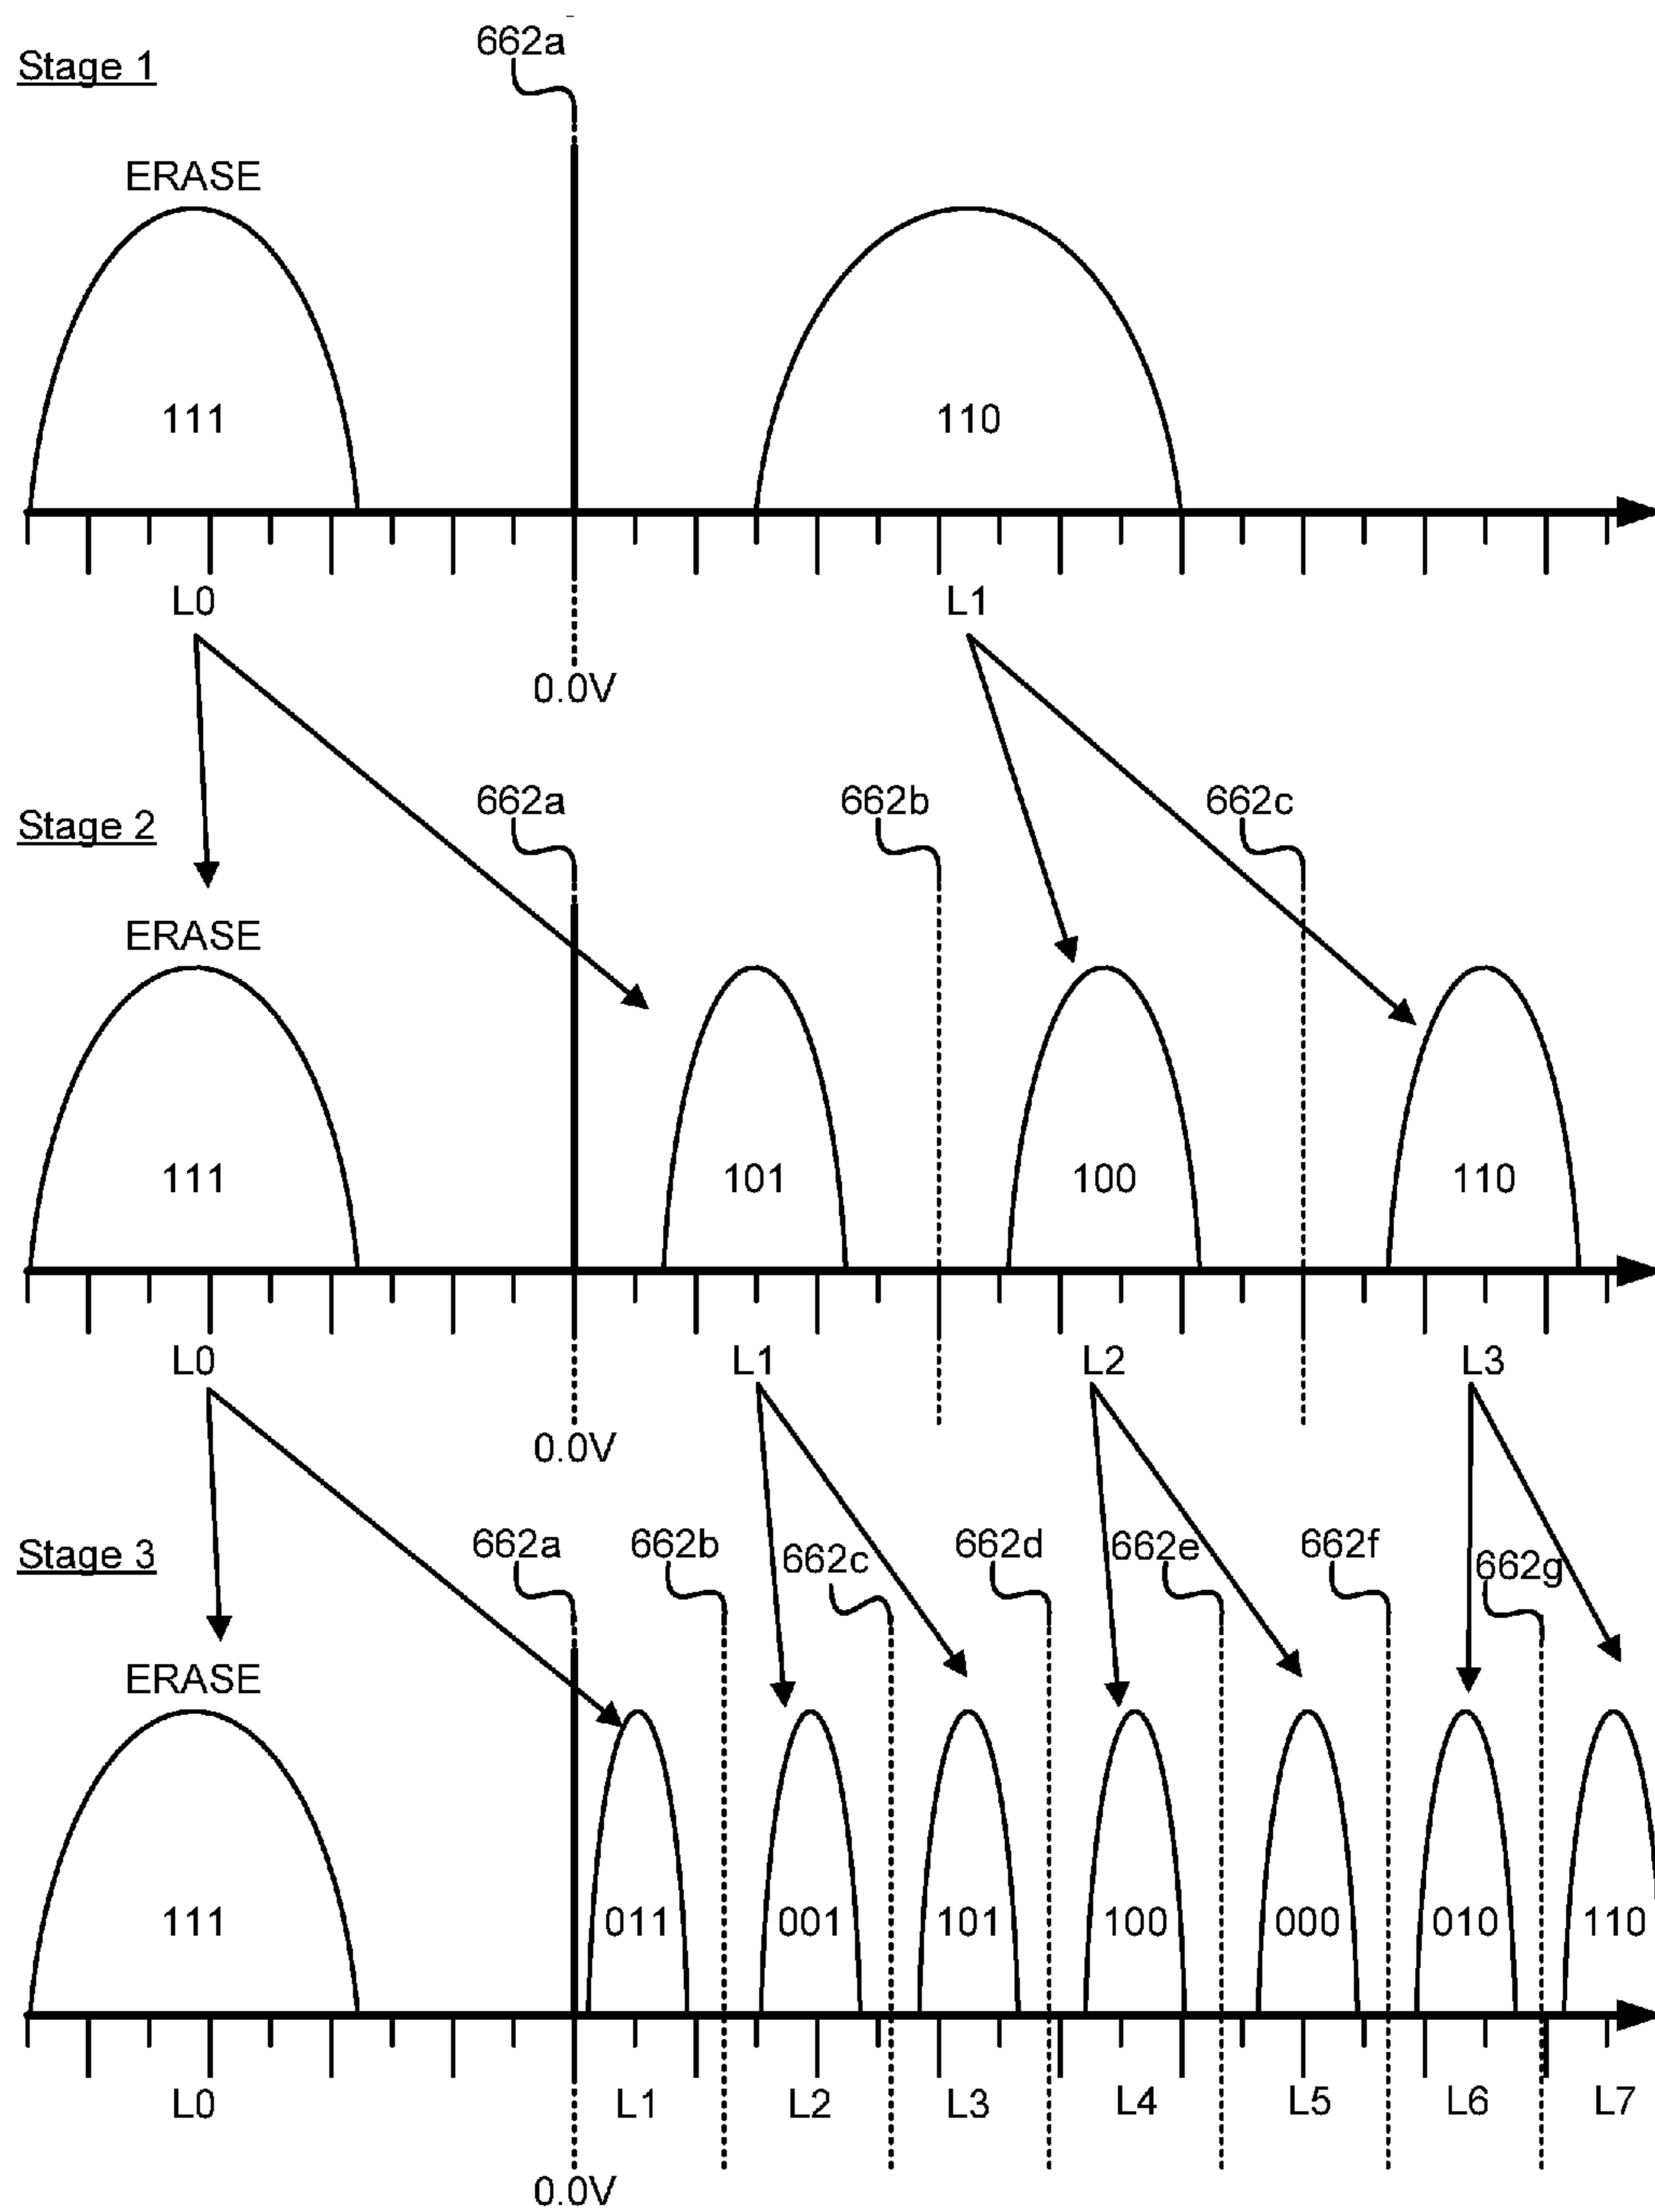 662a
Stage 1
ERASE
111
110
L0
L1
0.0V
662a
662b
662c
Stage 2
ERASE
111
101
100
110
L0
L1
L2
L3
0.0V
662a
662b
662c
662d
662e
662f
662g
Stage 3
ERASE
111
011
001
101
100
000
010
110
L0
L1
L2
L3
L4
L5
L6
L7
0.0V